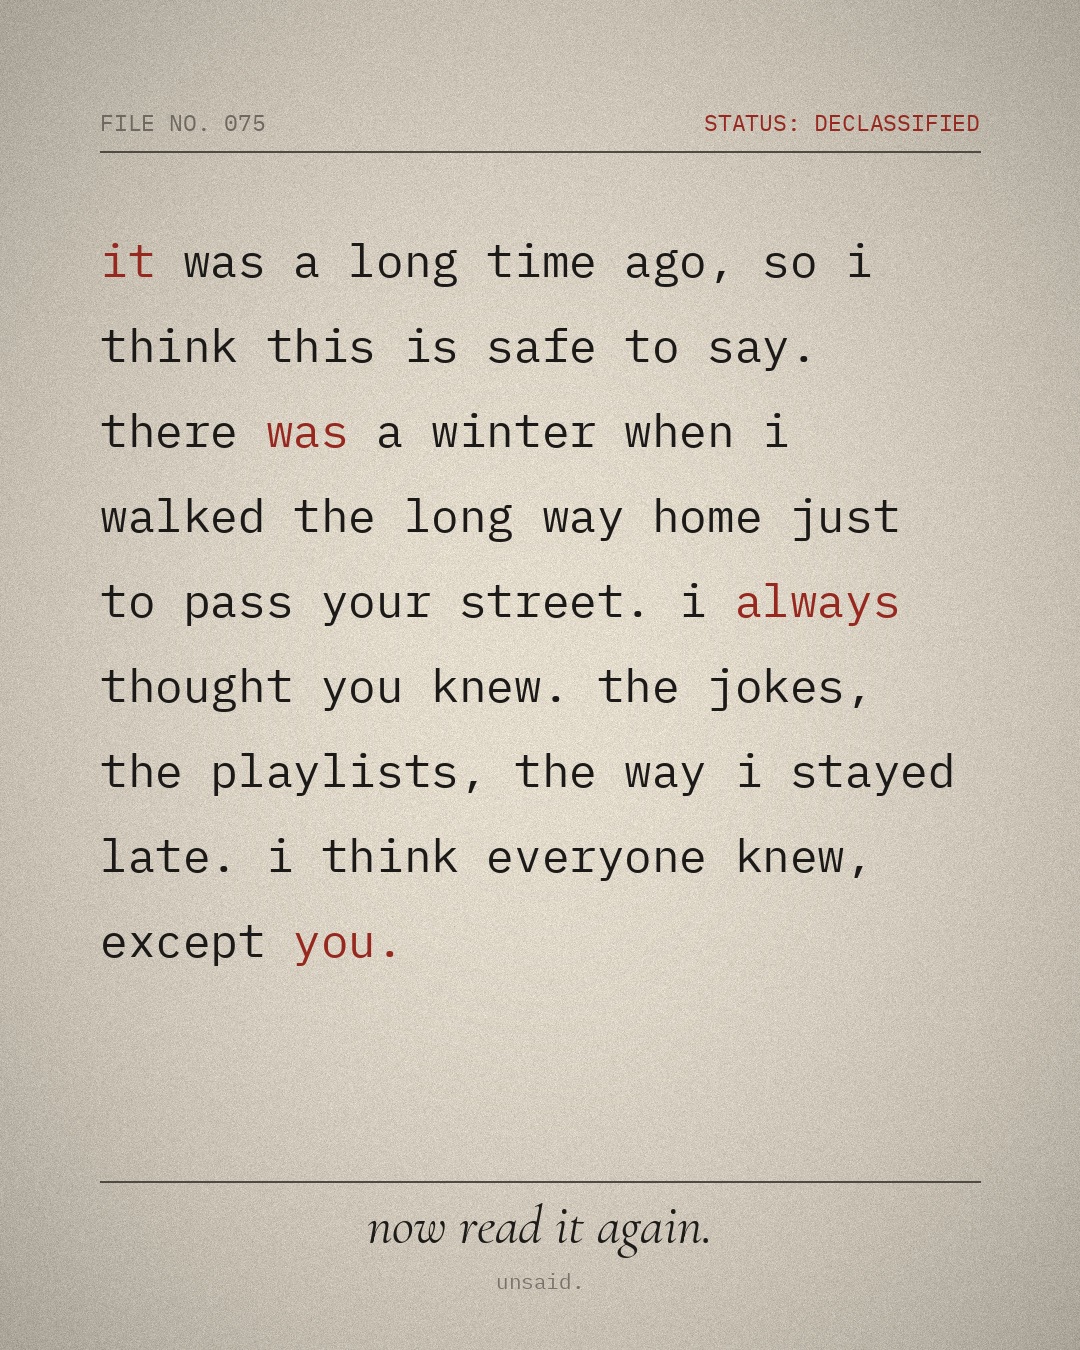 FILE NO. 075
STATUS: DECLASSIFIED
it was a long time ago, so i
think this is safe to say.
there was a winter when i
walked the long way home just
to pass your street. i always
thought you knew. the jokes,
the playlists, the way i stayed
late. i think everyone knew,
except you.
now read it again.
unsaid.